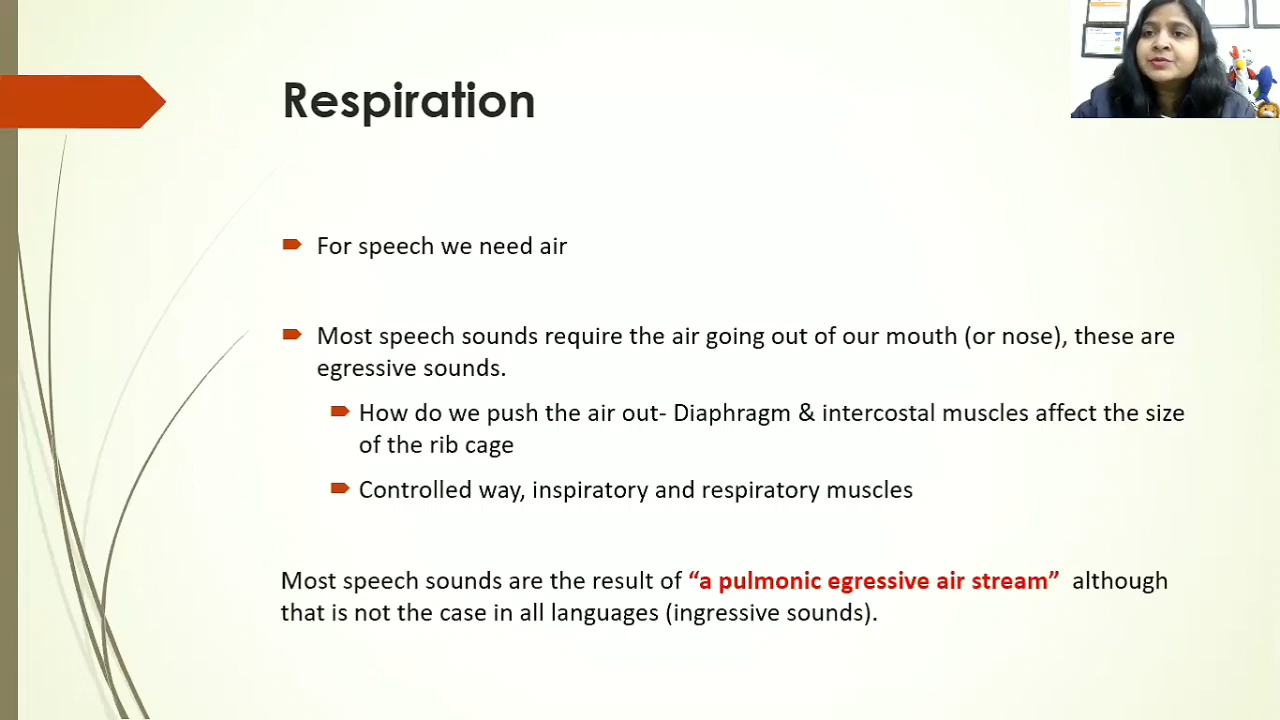 Respiration
For speech we need air
Most speech sounds require the air going out of our mouth (or nose), these are
egressive sounds.
How do we push the air out- Diaphragm & intercostal muscles affect the size
of the rib cage
Controlled way, inspiratory and respiratory muscles
Most speech sounds are the result of “a pulmonic egressive air stream” although
that is not the case in all languages (ingressive sounds).